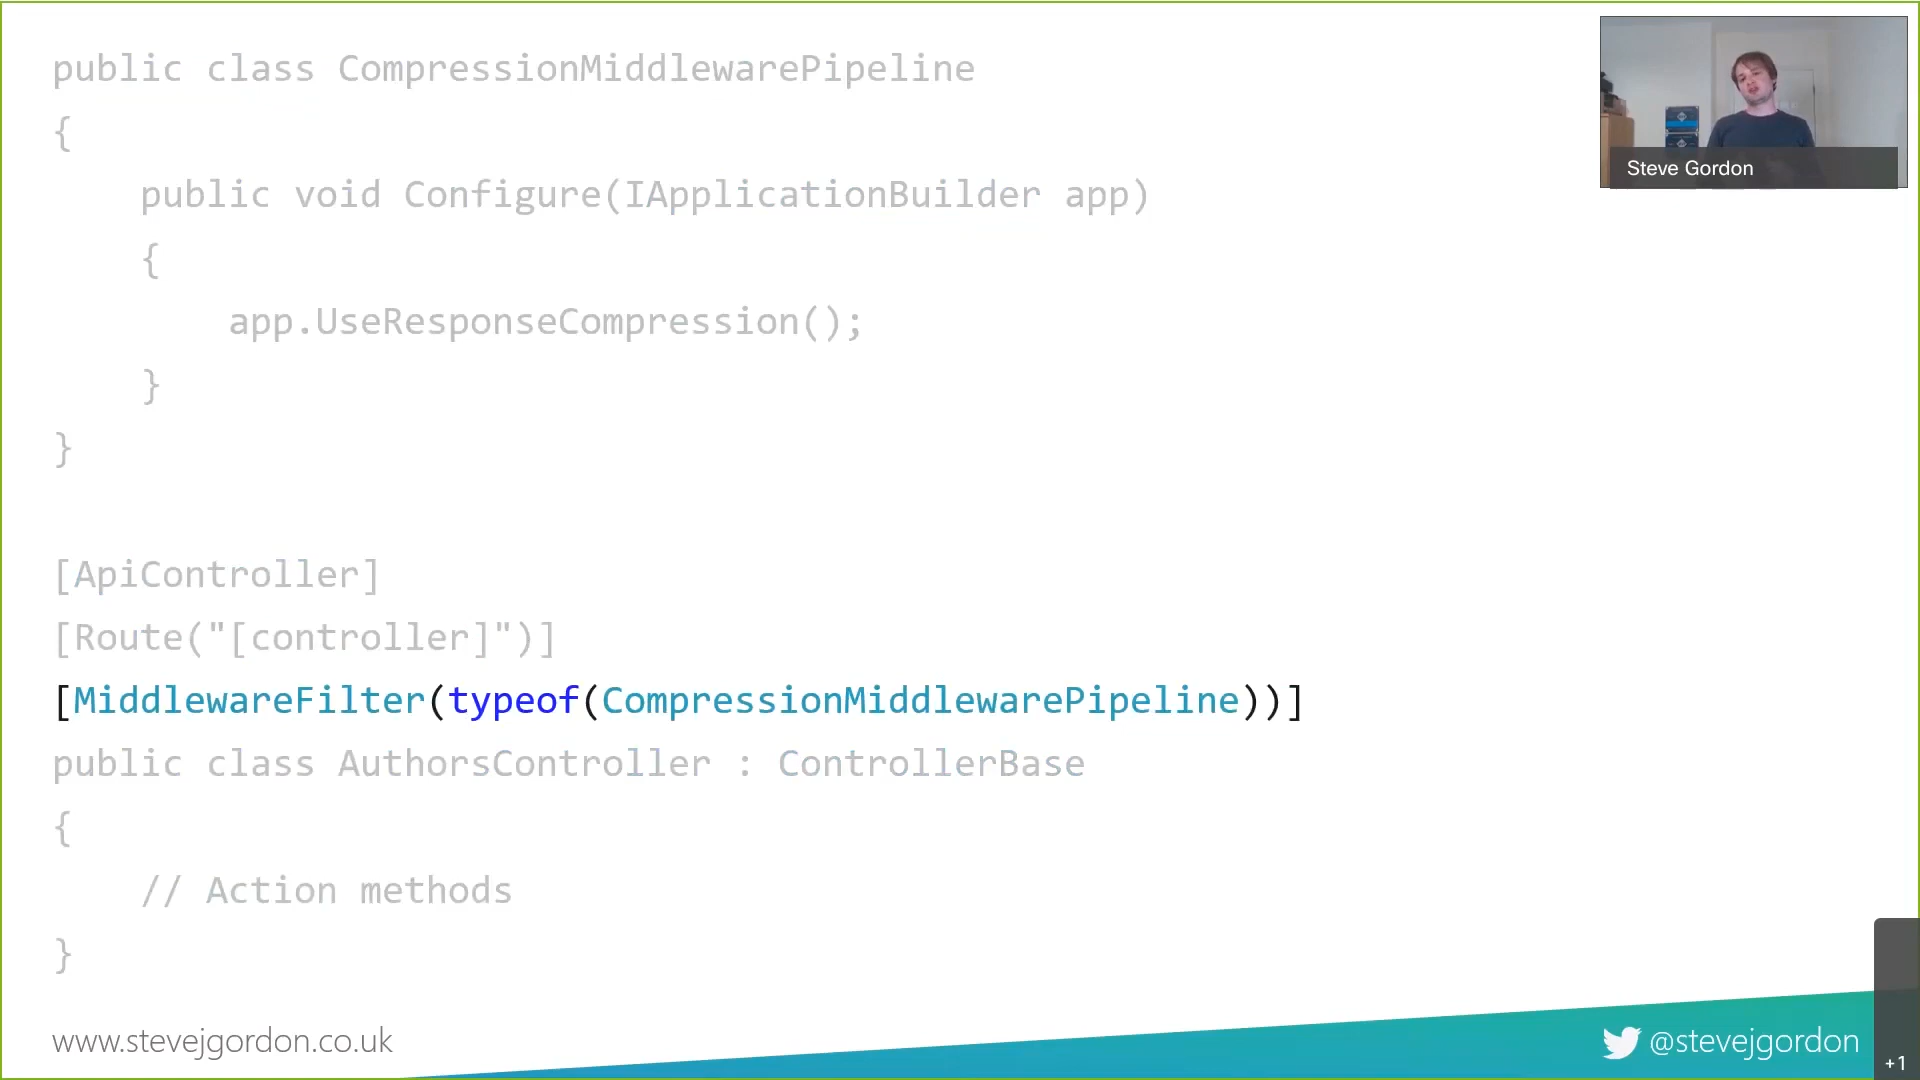 public class CompressionMiddlewarePipeline
{
    public void Configure(IApplicationBuilder app)
    {
        app.UseResponseCompression();
    }
}
[ApiController]
[Route("[controller]")]
[MiddlewareFilter(typeof(CompressionMiddlewarePipeline))]
public class AuthorsController : ControllerBase
{
    // Action methods
}
Steve Gordon
www.stevejgordon.co.uk
@stevejgordon
+1